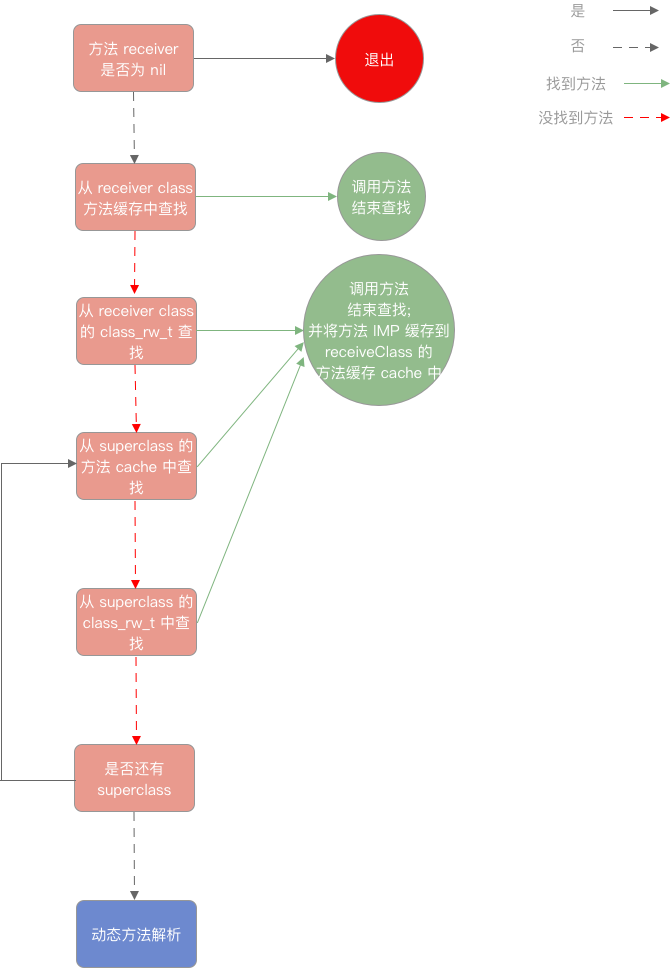 方法 receiver
是否为 nil
退出
是
否
找到方法
没找到方法
从 receiver class
方法缓存中查找
调用方法
结束查找
从 receiver class
的 class_rw_t 查
找
调用方法
结束查找;
并将方法 IMP 缓存到
receiveClass 的
方法缓存 cache 中
从 superclass 的
方法 cache 中查
找
从 superclass 的
class_rw_t 中查
找
是否还有
superclass
动态方法解析